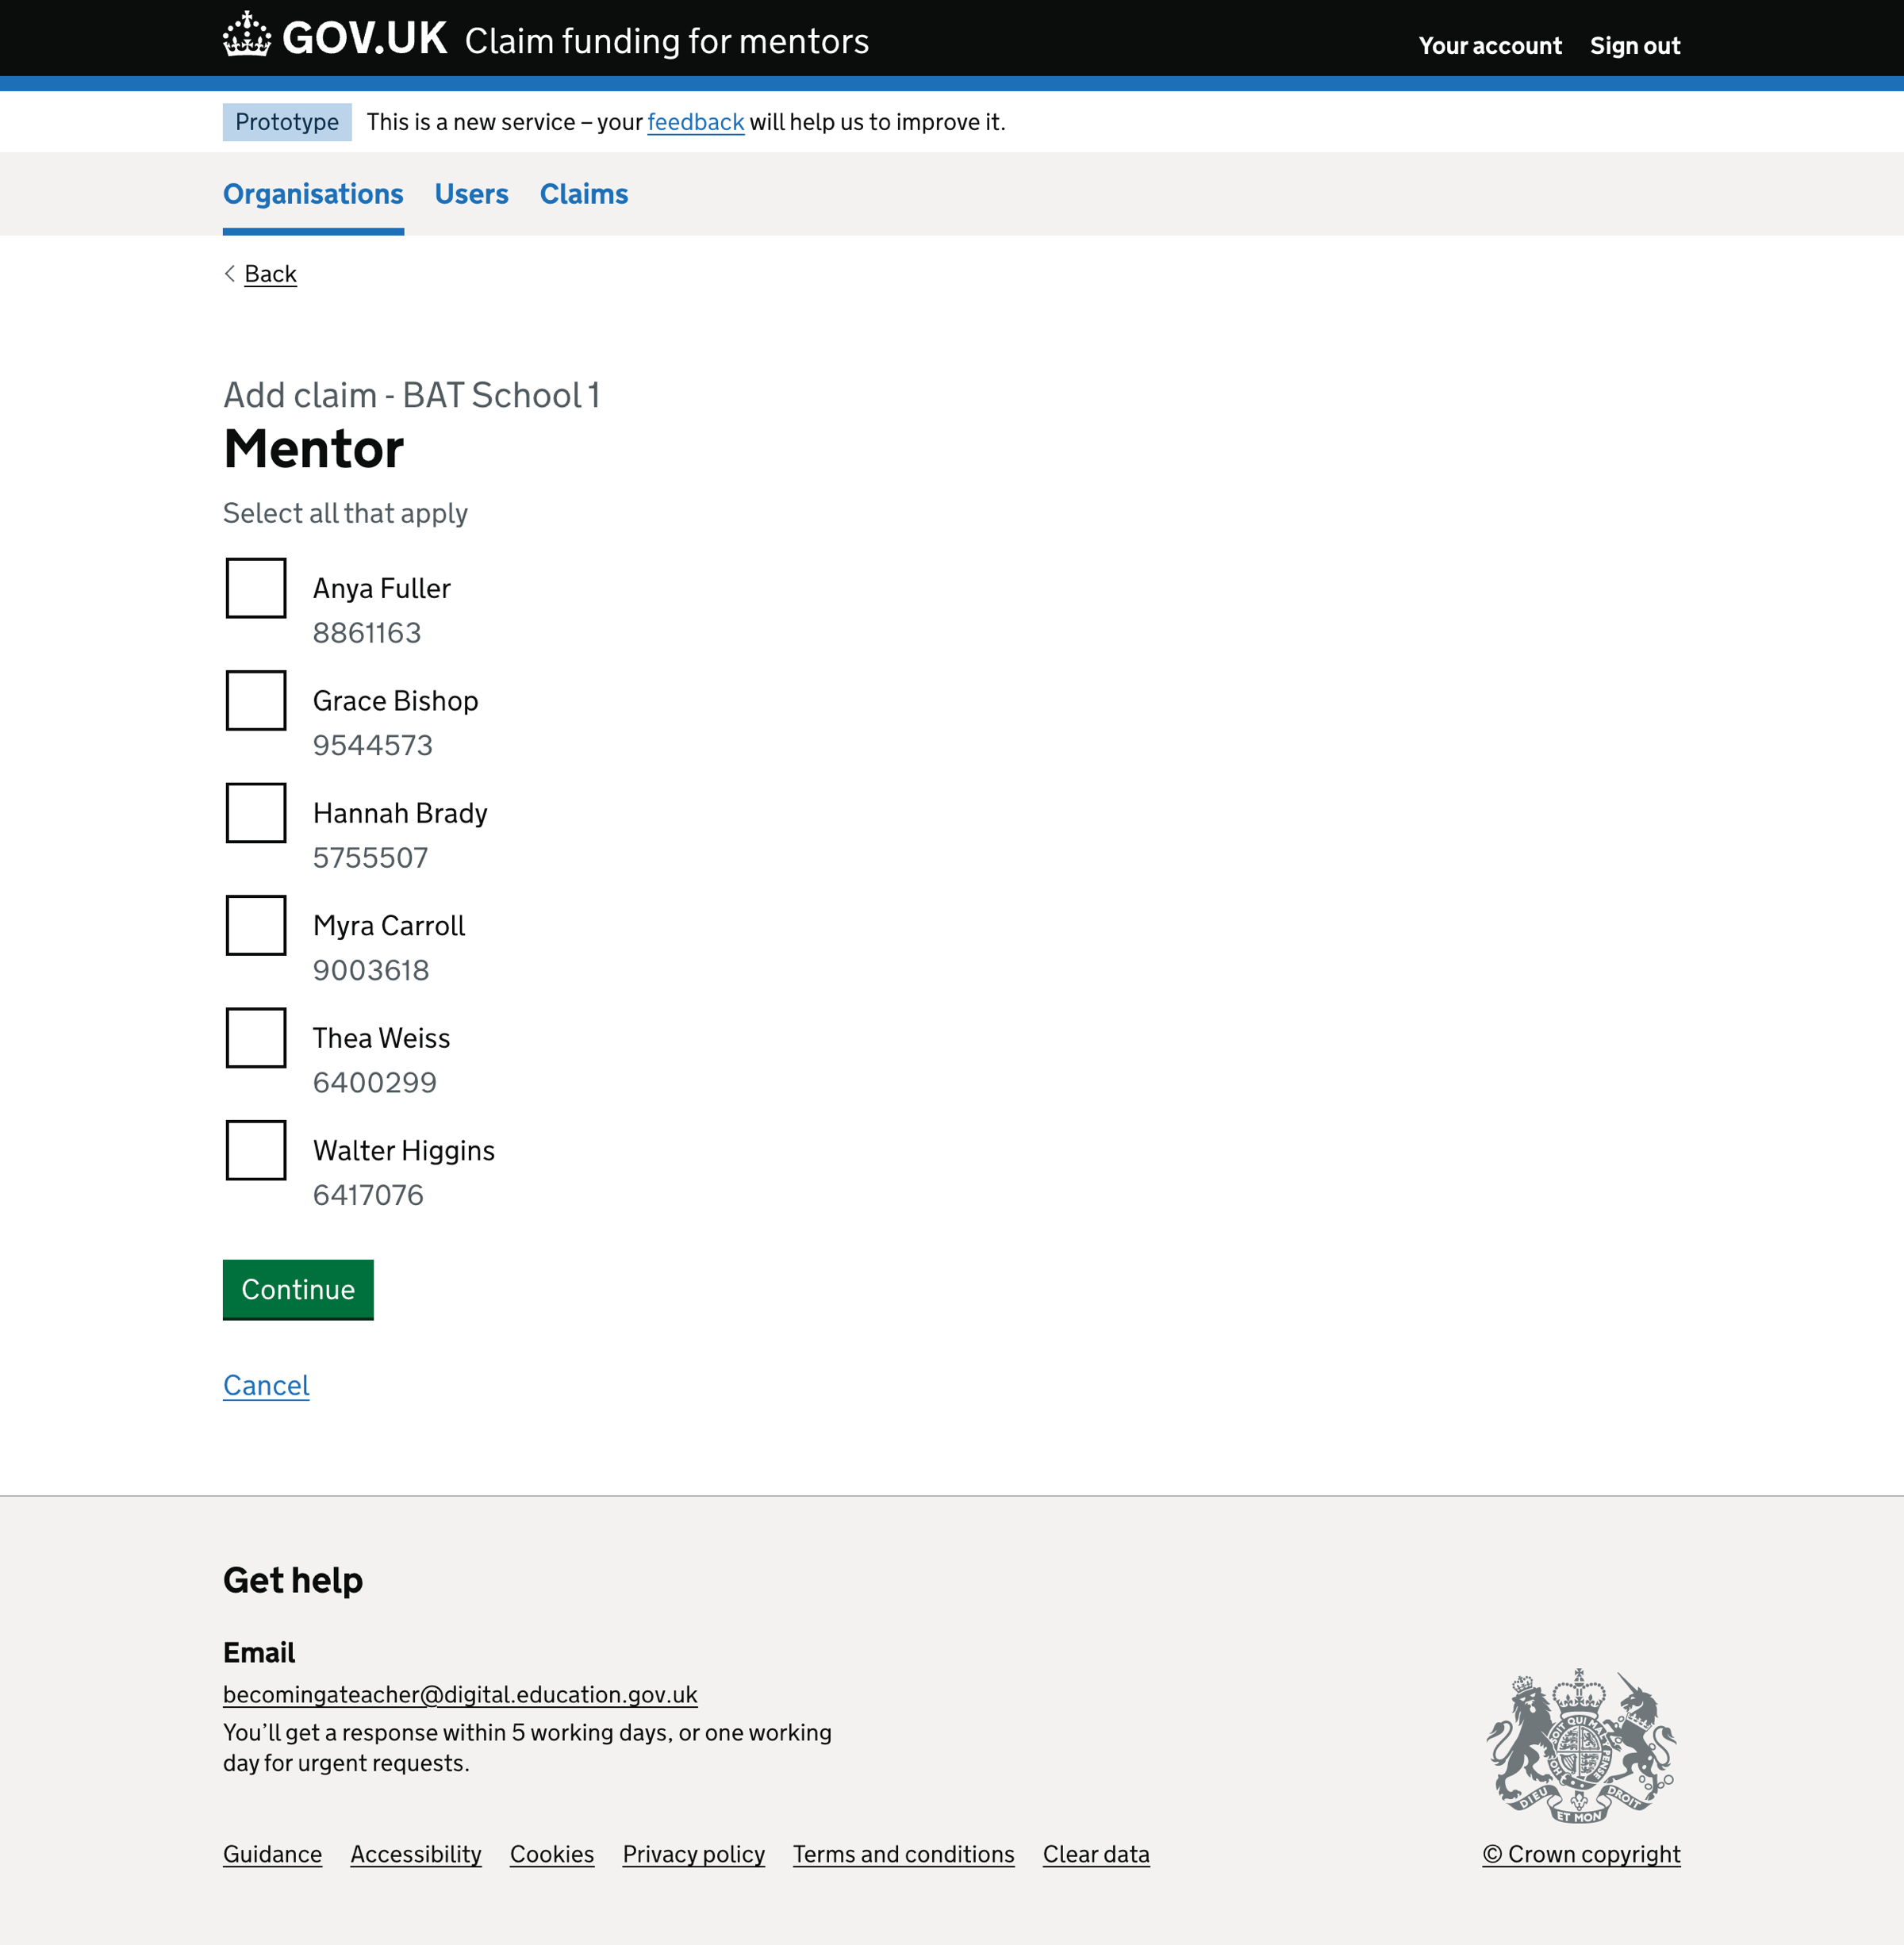 GOV.UK Claim funding for mentors Your account Sign out
Prototype This is a new service – your feedback will help us to improve it.
Organisations Users Claims
Back
Add claim - BAT School 1
Mentor
Select all that apply
Anya Fuller
8861163
Grace Bishop
9544573
Hannah Brady
5755507
Myra Carroll
9003618
Thea Weiss
6400299
Walter Higgins
6417076
Continue
Cancel
Get help
Email
becomingateacher@digital.education.gov.uk
You’ll get a response within 5 working days, or one working
day for urgent requests.
DIEU ET MON DROIT
Guidance Accessibility Cookies Privacy policy Terms and conditions Clear data © Crown copyright